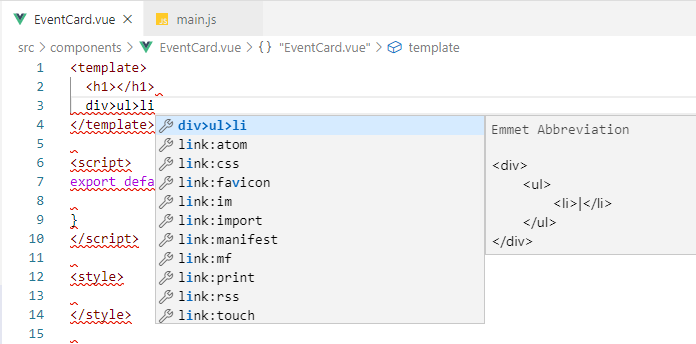 EventCard.vue
main.js
src > components > EventCard.vue > {} "EventCard.vue" > template
1 <template>
2 <h1></h1>
3 div>ul>li
4 </template>
5
6 <script>
7 export defa
8
9 }
10 </script>
11
12 <style>
13
14 </style>
15
div>ul>li
link:atom
link:css
link:favicon
link:im
link:import
link:manifest
link:mf
link:print
link:rss
link:touch
Emmet Abbreviation
<div>
<ul>
<li>|</li>
</ul>
</div>